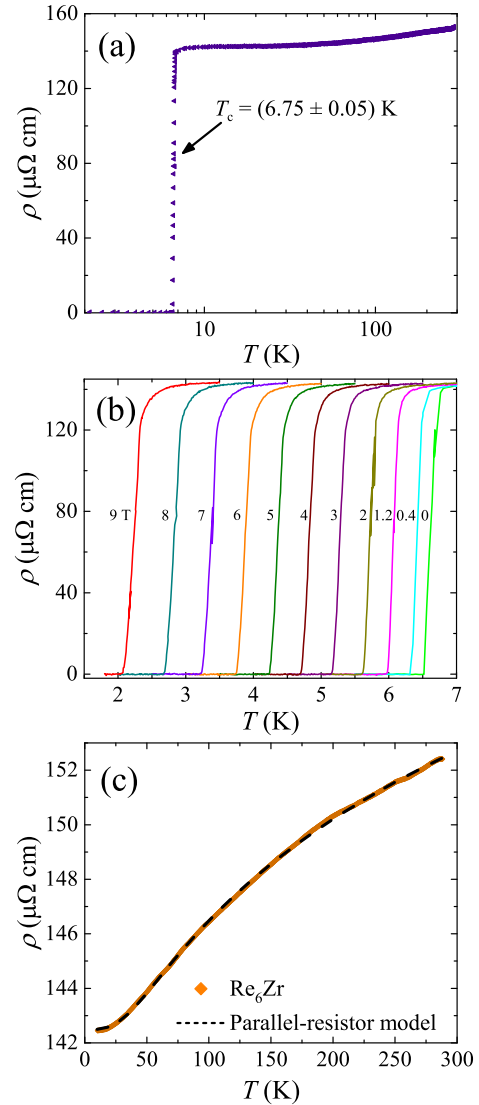 160
(a)
120
T_c = (6.75 ± 0.05) K
80
40
0
ρ (μΩ cm)
10 100
T (K)
(b)
120
80
9 T 8 7 6 5 4 3 2 1.2 0.4 0
40
0
ρ (μΩ cm)
2 3 4 5 6 7
T (K)
(c)
152
150
148
146
144
142
ρ (μΩ cm)
Re₆Zr
Parallel-resistor model
0 50 100 150 200 250 300
T (K)